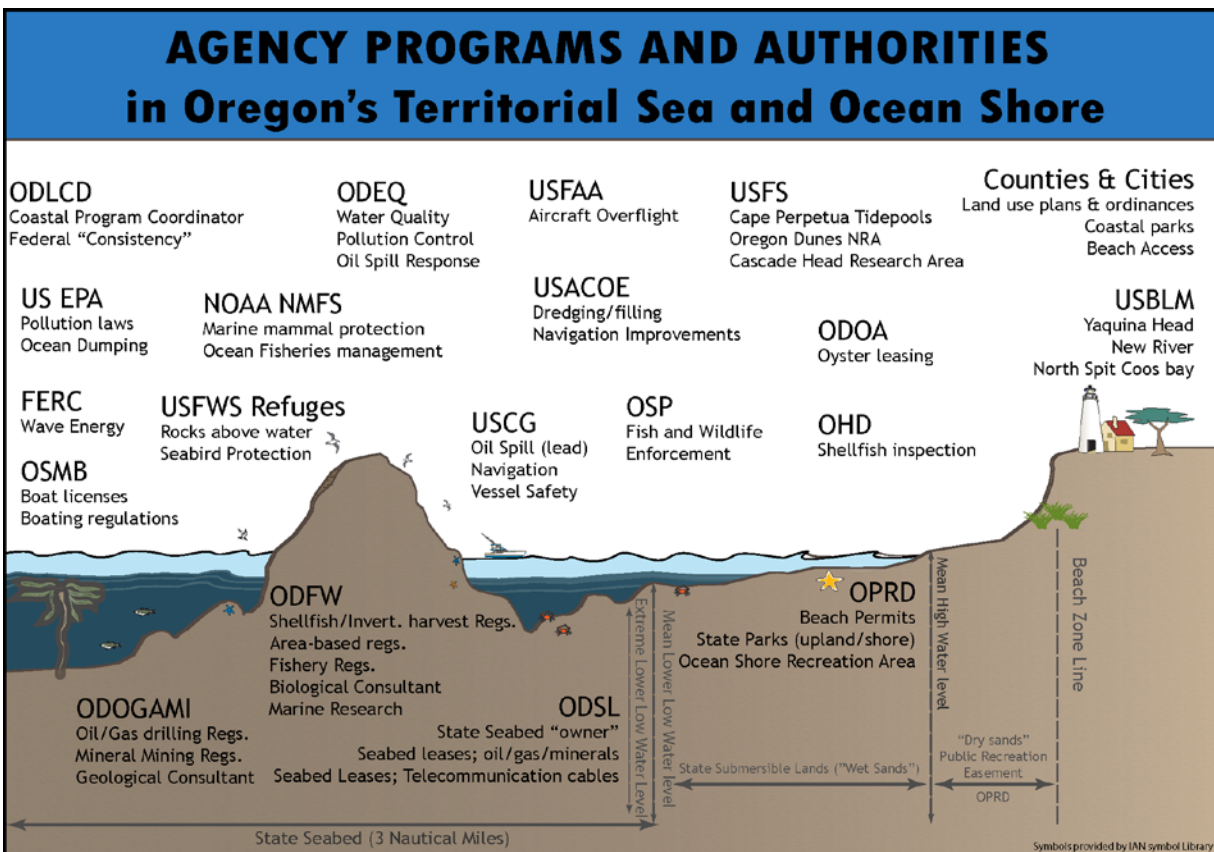 AGENCY PROGRAMS AND AUTHORITIES
in Oregon's Territorial Sea and Ocean Shore
ODLCD
Coastal Program Coordinator
Federal "Consistency"
ODEQ
Water Quality
Pollution Control
Oil Spill Response
USFAA
Aircraft Overflight
USFS
Cape Perpetua Tidepools
Oregon Dunes NRA
Cascade Head Research Area
Counties & Cities
Land use plans & ordinances
Coastal parks
Beach Access
US EPA
Pollution laws
Ocean Dumping
NOAA NMFS
Marine mammal protection
Ocean Fisheries management
USACOE
Dredging/filling
Navigation Improvements
ODOA
Oyster leasing
USBLM
Yaquina Head
New River
North Spit Coos bay
FERC
Wave Energy
USFWS Refuges
Rocks above water
Seabird Protection
USCG
Oil Spill (lead)
Navigation
Vessel Safety
OSP
Fish and Wildlife
Enforcement
OHD
Shellfish inspection
OSMB
Boat licenses
Boating regulations
ODFW
Shellfish/Invert. harvest Regs.
Area-based regs.
Fishery Regs.
Biological Consultant
Marine Research
OPRD
Beach Permits
State Parks (upland/shore)
Ocean Shore Recreation Area
ODOGAMI
Oil/Gas drilling Regs.
Mineral Mining Regs.
Geological Consultant
ODSL
State Seabed "owner"
Seabed leases; oil/gas/minerals
Seabed Leases; Telecommunication cables
Extreme Lower Low Water Level
Mean Lower Low Water level
Mean High Water level
Beach Zone Line
State Submersible Lands ("Wet Sands")
"Dry sands"
Public Recreation
Easement
OPRD
State Seabed (3 Nautical Miles)
Symbols provided by IAN symbol Library